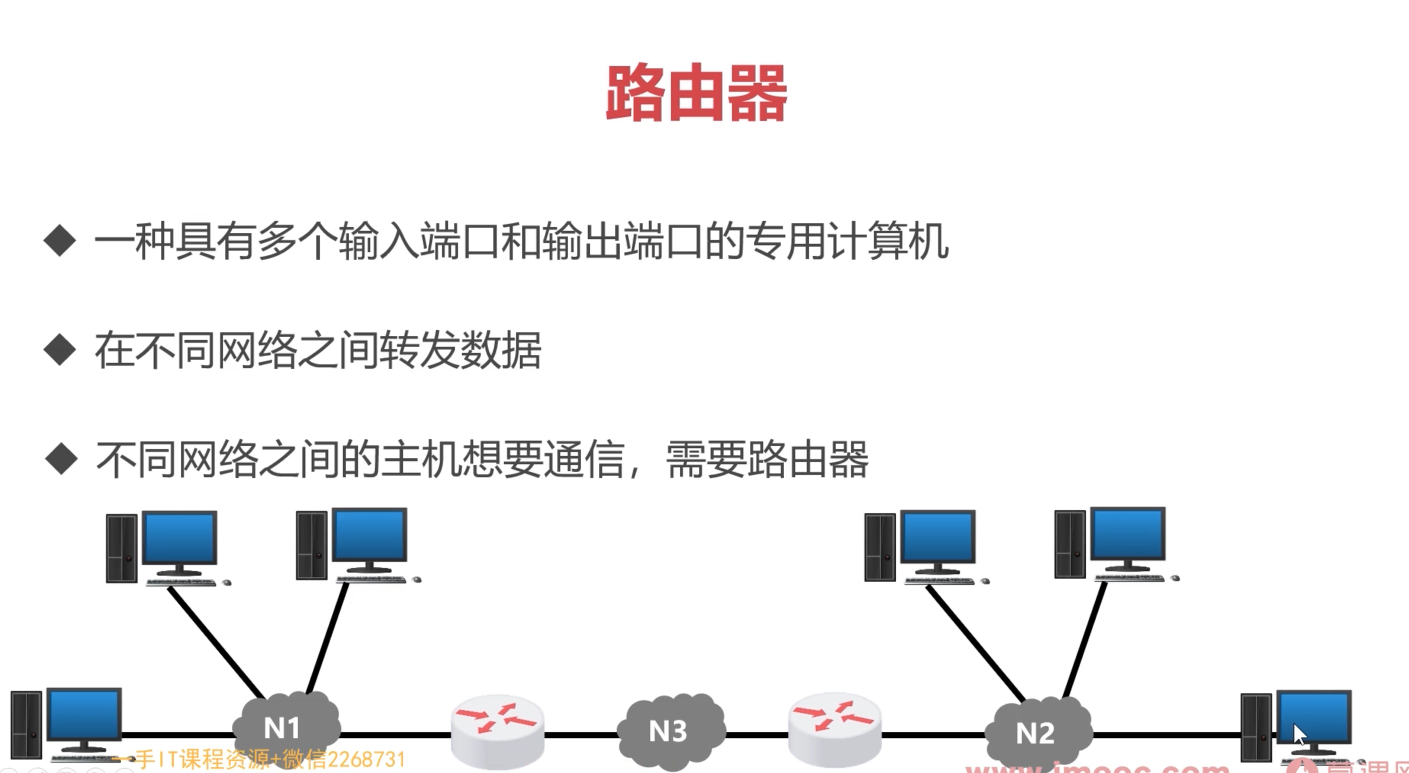 路由器
◆ 一种具有多个输入端口和输出端口的专用计算机
◆ 在不同网络之间转发数据
◆ 不同网络之间的主机想要通信，需要路由器
N1
N3
N2
一手IT课程资源+微信2268731
www.imooc.com
慕课网